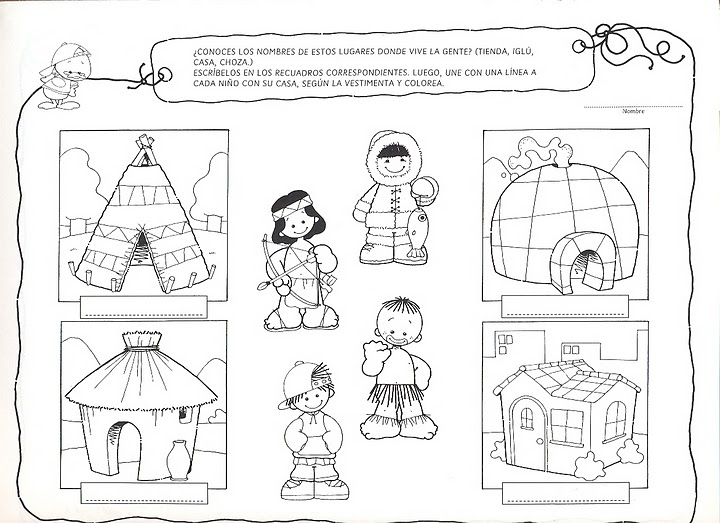 ¿CONOCES LOS NOMBRES DE ESTOS LUGARES DONDE VIVE LA GENTE? (TIENDA, IGLÚ,
CASA, CHOZA.)
ESCRÍBELOS EN LOS RECUADROS CORRESPONDIENTES. LUEGO, UNE CON UNA LÍNEA A
CADA NIÑO CON SU CASA, SEGÚN LA VESTIMENTA Y COLOREA.
Nombre